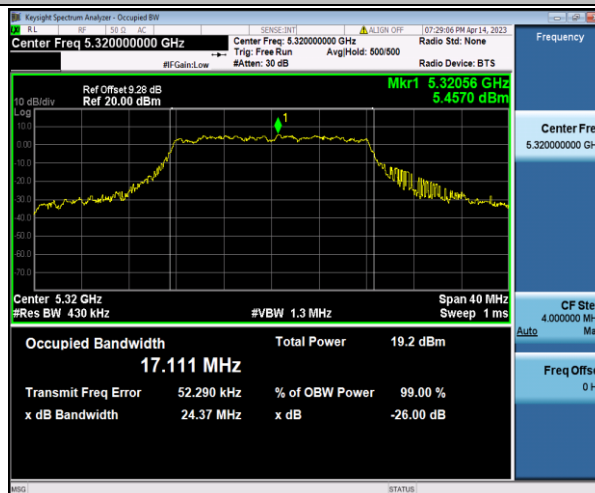 Keysight Spectrum Analyzer - Occupied BW
RL RF 50 Ω AC SENSE:INT ALIGN OFF 07:29:06 PM Apr 14, 2023
Center Freq 5.320000000 GHz Center Freq: 5.320000000 GHz Radio Std: None
Trig: Free Run Avg|Hold: 500/500
#IFGain:Low #Atten: 30 dB Radio Device: BTS
Frequency
Ref Offset 9.28 dB Mkr1 5.32056 GHz
10 dB/div Ref 20.00 dBm 5.4570 dBm
Log
10.0
0.00
-10.0
-20.0
-30.0
-40.0
-50.0
-60.0
-70.0
1
Center 5.32 GHz Span 40 MHz
#Res BW 430 kHz #VBW 1.3 MHz Sweep 1 ms
Occupied Bandwidth Total Power 19.2 dBm
17.111 MHz
Transmit Freq Error 52.290 kHz % of OBW Power 99.00 %
x dB Bandwidth 24.37 MHz x dB -26.00 dB
Center Fre
5.320000000 GH
CF Ste
4.000000 MH
Auto Ma
Freq Offse
0 H
MSG STATUS